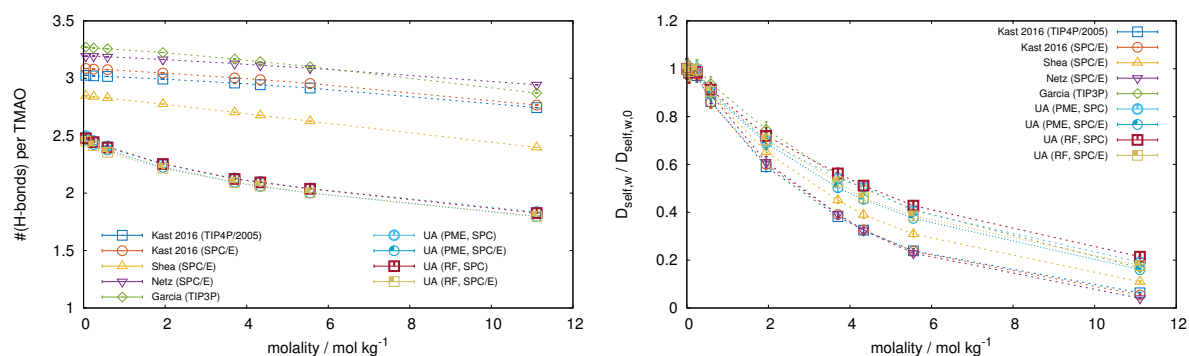 #(H-bonds) per TMAO
3.5
3
2.5
2
1.5
1
Kast 2016 (TIP4P/2005)
Kast 2016 (SPC/E)
Shea (SPC/E)
Netz (SPC/E)
Garcia (TIP3P)
UA (PME, SPC)
UA (PME, SPC/E)
UA (RF, SPC)
UA (RF, SPC/E)
0 2 4 6 8 10 12
molality / mol kg-1
D self,w / D self,w,0
1.2
1
0.8
0.6
0.4
0.2
0
Kast 2016 (TIP4P/2005)
Kast 2016 (SPC/E)
Shea (SPC/E)
Netz (SPC/E)
Garcia (TIP3P)
UA (PME, SPC)
UA (PME, SPC/E)
UA (RF, SPC)
UA (RF, SPC/E)
0 2 4 6 8 10 12
molality / mol kg-1